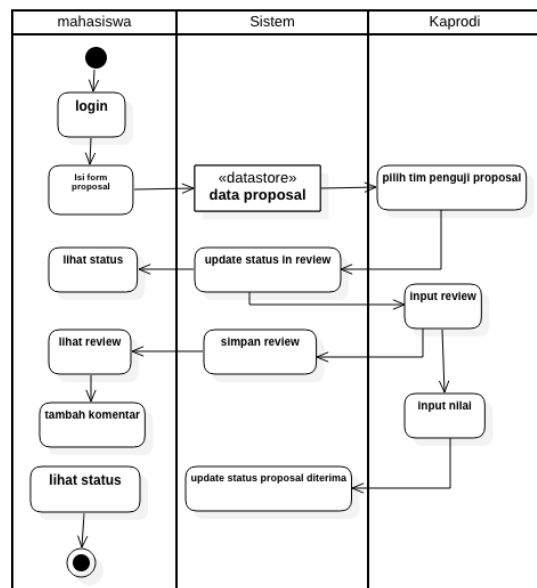 mahasiswa
Sistem
Kaprodi
login
Isi form
proposal
«datastore»
data proposal
pilih tim penguji proposal
lihat status
update status in review
input review
lihat review
simpan review
tambah komentar
input nilai
lihat status
update status proposal diterima